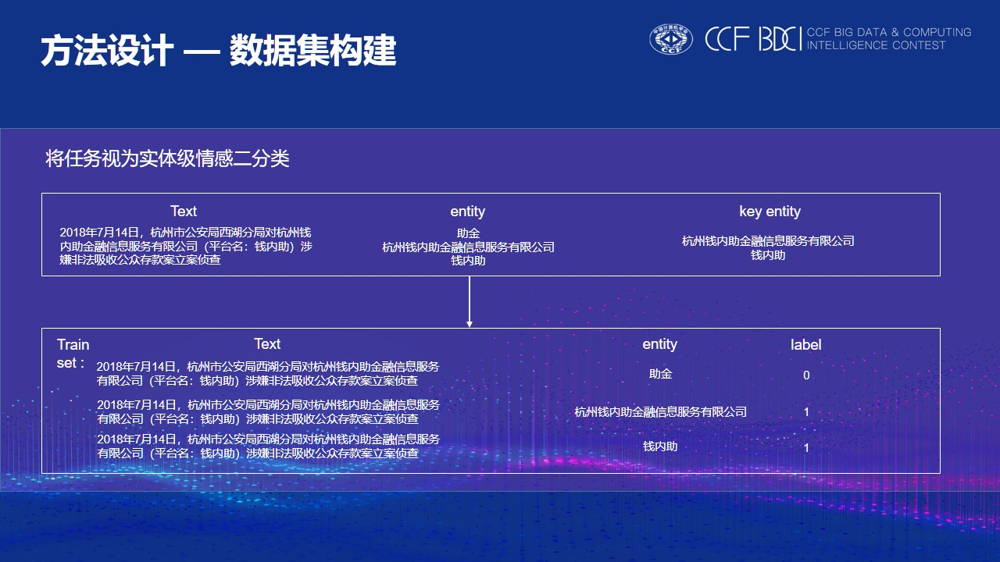 方法设计 — 数据集构建
中国计算机学会
CCF
CCF BDCI
CCF BIG DATA & COMPUTING
INTELLIGENCE CONTEST
将任务视为实体级情感二分类
Text
entity
key entity
2018年7月14日，杭州市公安局西湖分局对杭州钱
内助金融信息服务有限公司（平台名：钱内助）涉
嫌非法吸收公众存款案立案侦查
助金
杭州钱内助金融信息服务有限公司
钱内助
杭州钱内助金融信息服务有限公司
钱内助
Train
set：
Text
entity
label
2018年7月14日，杭州市公安局西湖分局对杭州钱内助金融信息服务
有限公司（平台名：钱内助）涉嫌非法吸收公众存款案立案侦查
助金
0
2018年7月14日，杭州市公安局西湖分局对杭州钱内助金融信息服务
有限公司（平台名：钱内助）涉嫌非法吸收公众存款案立案侦查
杭州钱内助金融信息服务有限公司
1
2018年7月14日，杭州市公安局西湖分局对杭州钱内助金融信息服务
有限公司（平台名：钱内助）涉嫌非法吸收公众存款案立案侦查
钱内助
1